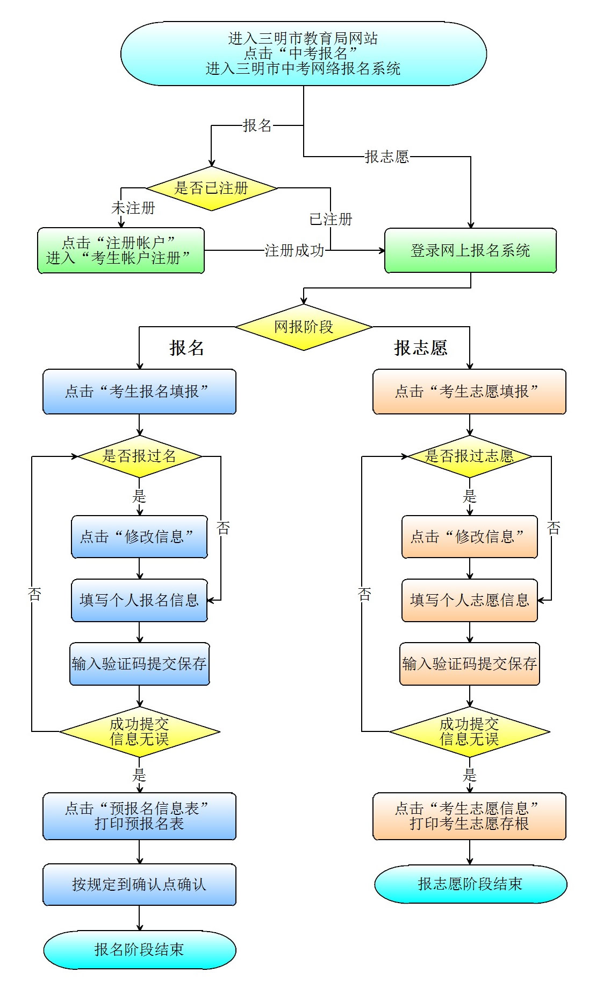 进入三明市教育局网站
点击“中考报名”
进入三明市中考网络报名系统
报名
报志愿
是否已注册
未注册
已注册
点击“注册帐户”
进入“考生帐户注册”
注册成功
登录网上报名系统
网报阶段
报名
报志愿
点击“考生报名填报”
点击“考生志愿填报”
是否报过名
是否报过志愿
是
是
点击“修改信息”
否
点击“修改信息”
否
否
填写个人报名信息
否
填写个人志愿信息
输入验证码提交保存
输入验证码提交保存
成功提交
信息无误
成功提交
信息无误
是
是
点击“预报名信息表”
打印预报名表
点击“考生志愿信息”
打印考生志愿存根
按规定到确认点确认
报志愿阶段结束
报名阶段结束